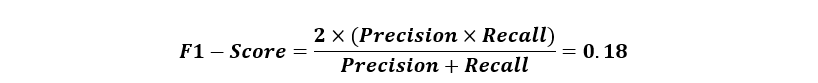 F1 − Score = 2 × (Precision × Recall) / Precision + Recall = 0.18